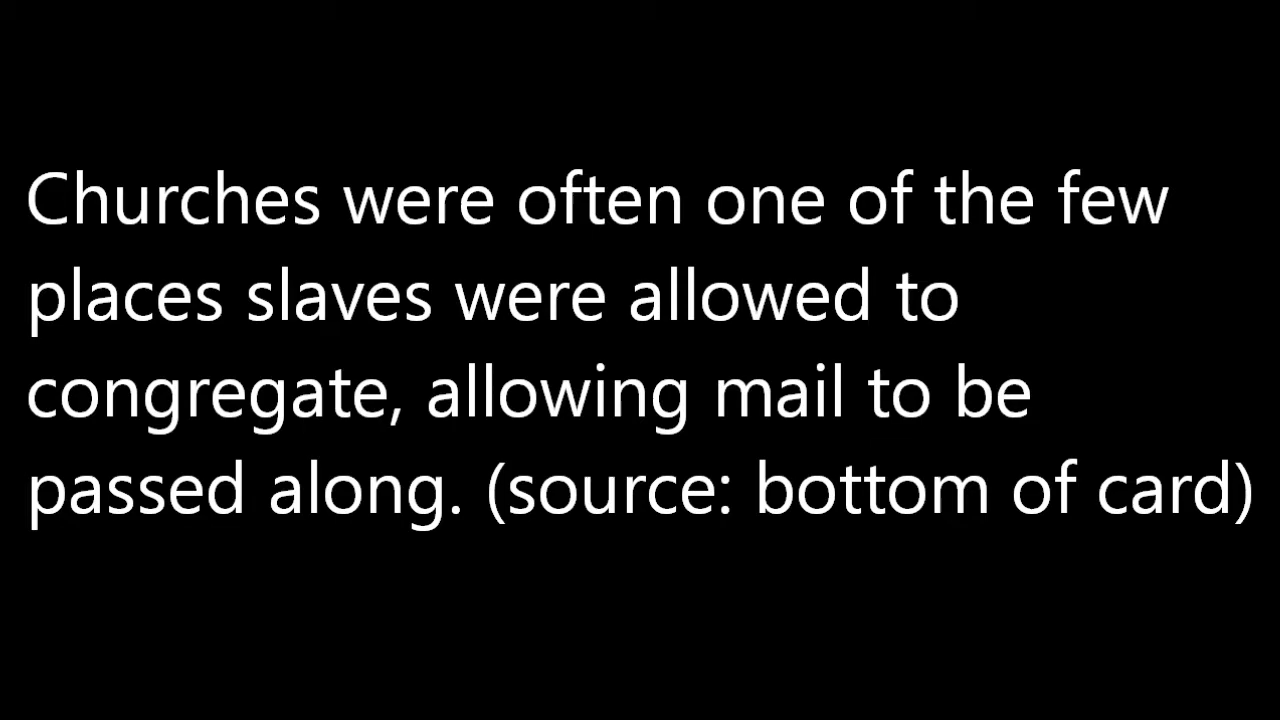 Churches were often one of the few
places slaves were allowed to
congregate, allowing mail to be
passed along. (source: bottom of card)